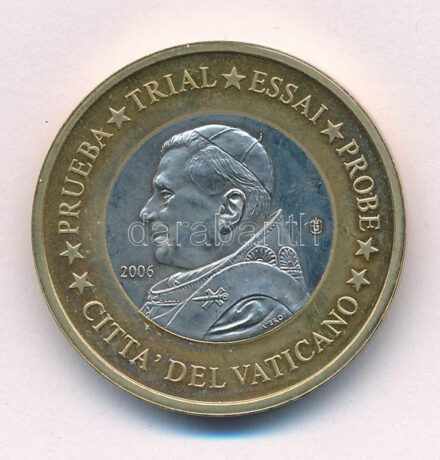 ★ PRUEBA ★ TRIAL ★ ESSAI ★ PROBE ★
2006
★ CITTA' DEL VATICANO ★
darabanth